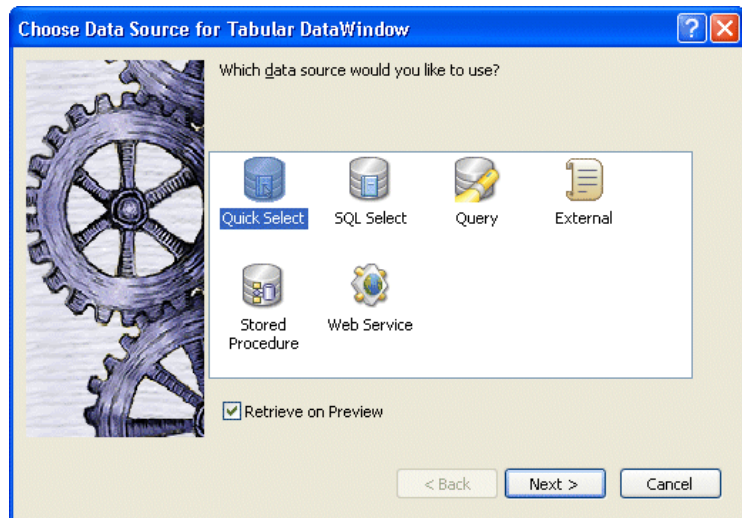 Choose Data Source for Tabular DataWindow
Which data source would you like to use?
Quick Select
SQL Select
Query
External
Stored
Procedure
Web Service
Retrieve on Preview
< Back
Next >
Cancel